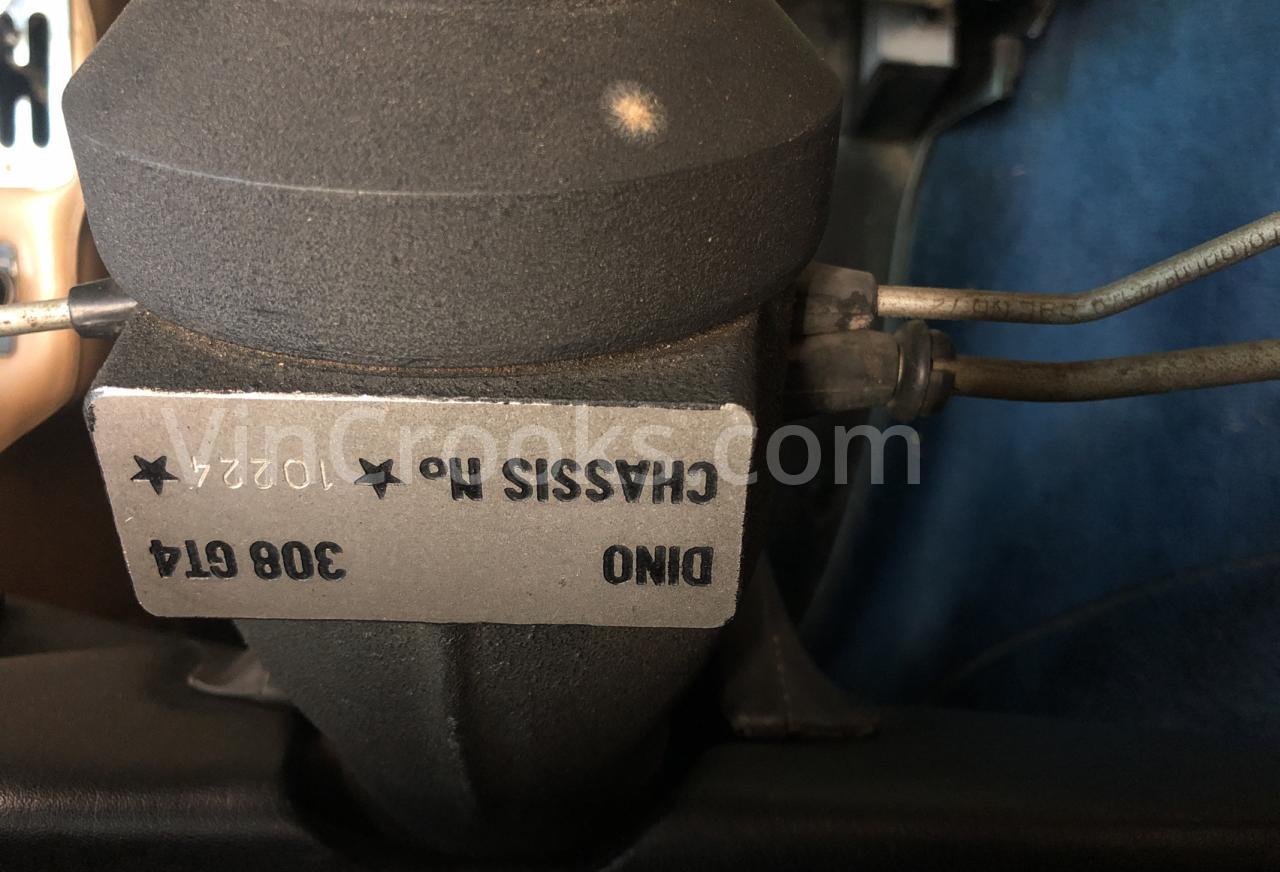 DINO 308 GT4
CHASSIS No ★ 10224 ★
VinCrooks.com